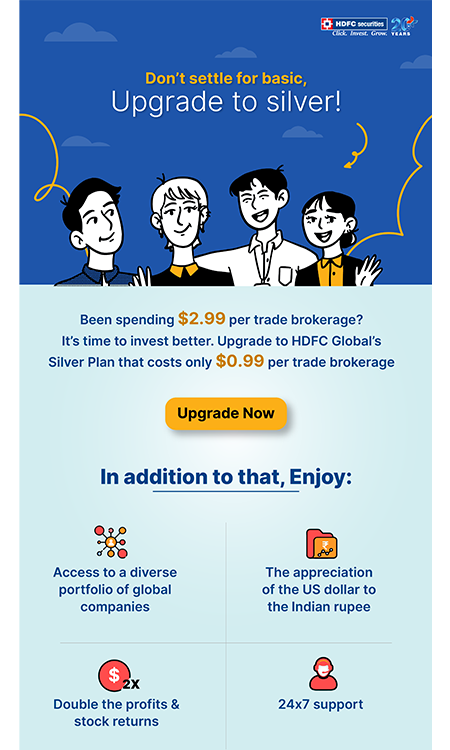 HDFC securities
Click. Invest. Grow.
20 YEARS
Don't settle for basic,
Upgrade to silver!
Been spending $2.99 per trade brokerage?
It's time to invest better. Upgrade to HDFC Global's
Silver Plan that costs only $0.99 per trade brokerage
Upgrade Now
In addition to that, Enjoy:
Access to a diverse
portfolio of global
companies
₹
The appreciation
of the US dollar to
the Indian rupee
$ 2X
Double the profits &
stock returns
24x7 support